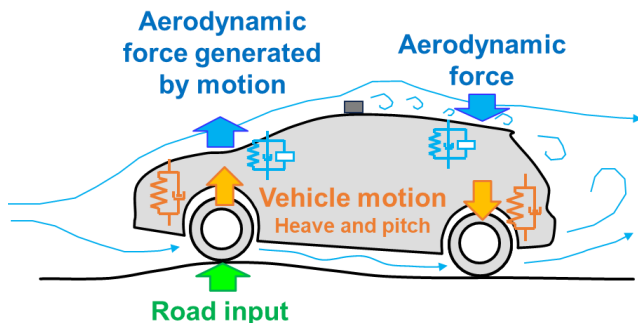 Aerodynamic
force generated
by motion
Aerodynamic
force
Vehicle motion
Heave and pitch
Road input